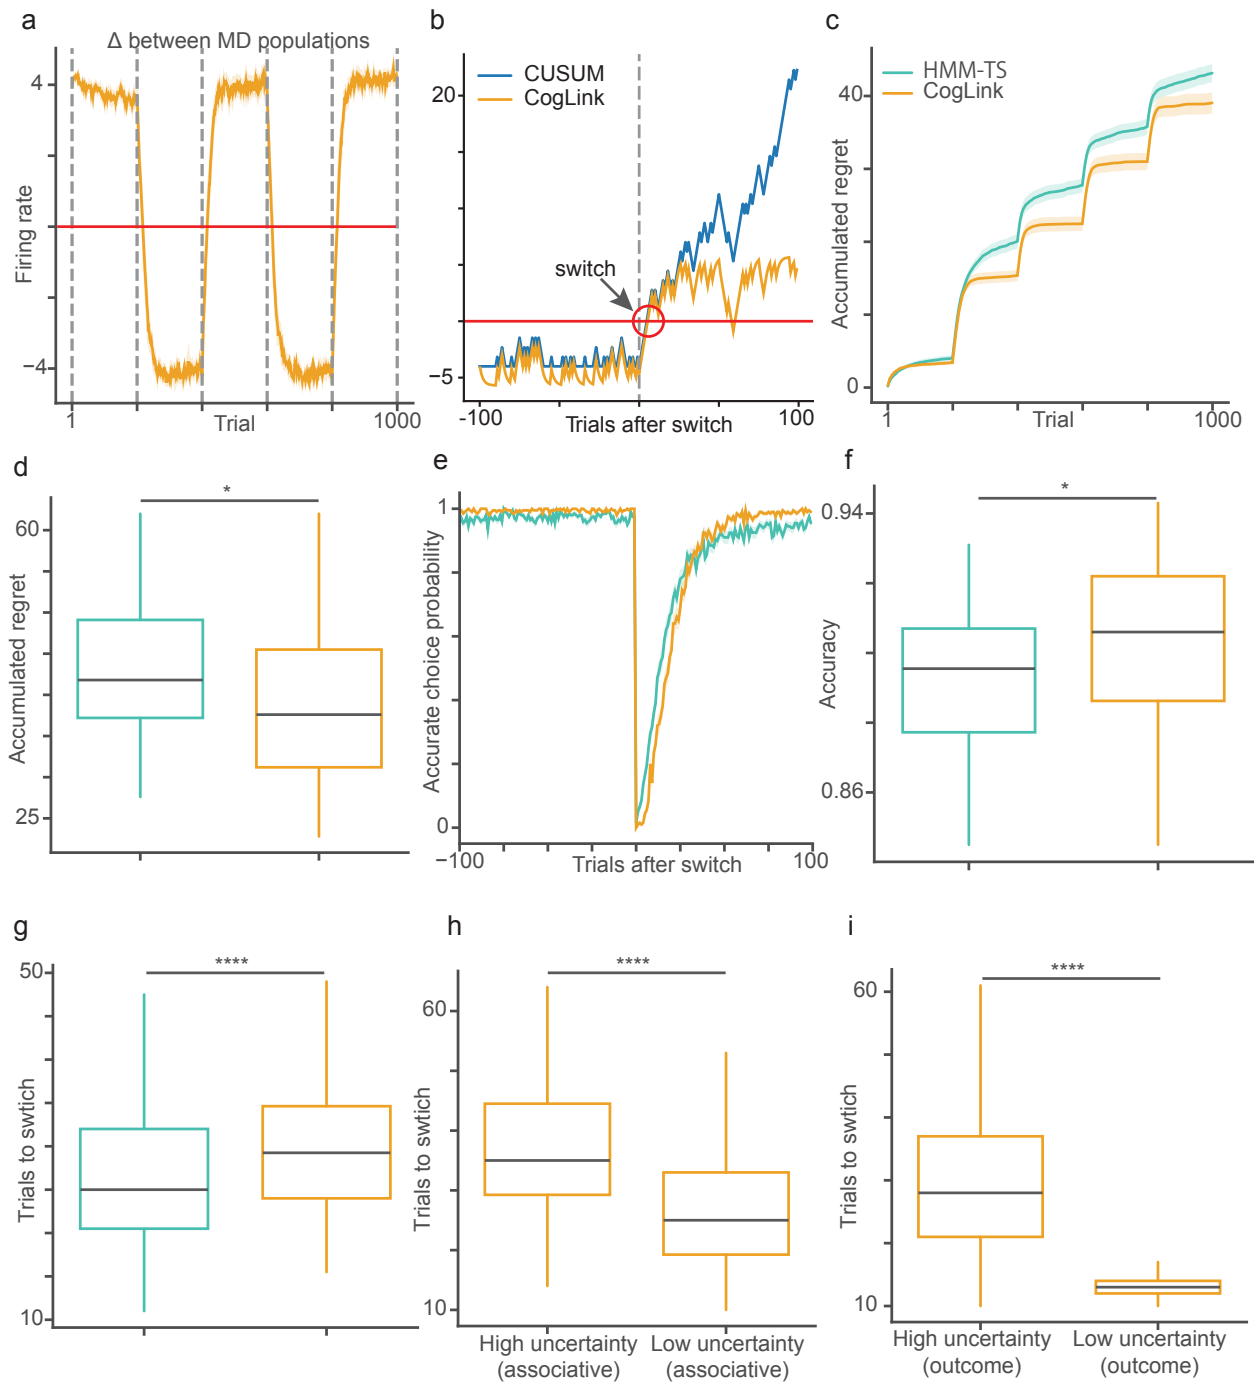 a
Δ between MD populations
4
−4
Firing rate
1
Trial
1000
b
CUSUM
CogLink
20
switch
−5
-100
Trials after switch
100
c
HMM-TS
CogLink
40
Accumulated regret
0
1
Trial
1000
d
*
60
Accumulated regret
25
e
1
Accurate choice probability
0
−100
Trials after switch
100
f
*
0.94
Accuracy
0.86
g
****
50
Trials to swtich
10
h
****
60
Trials to swtich
10
High uncertainty
(associative)
Low uncertainty
(associative)
i
****
60
Trials to swtich
10
High uncertainty
(outcome)
Low uncertainty
(outcome)